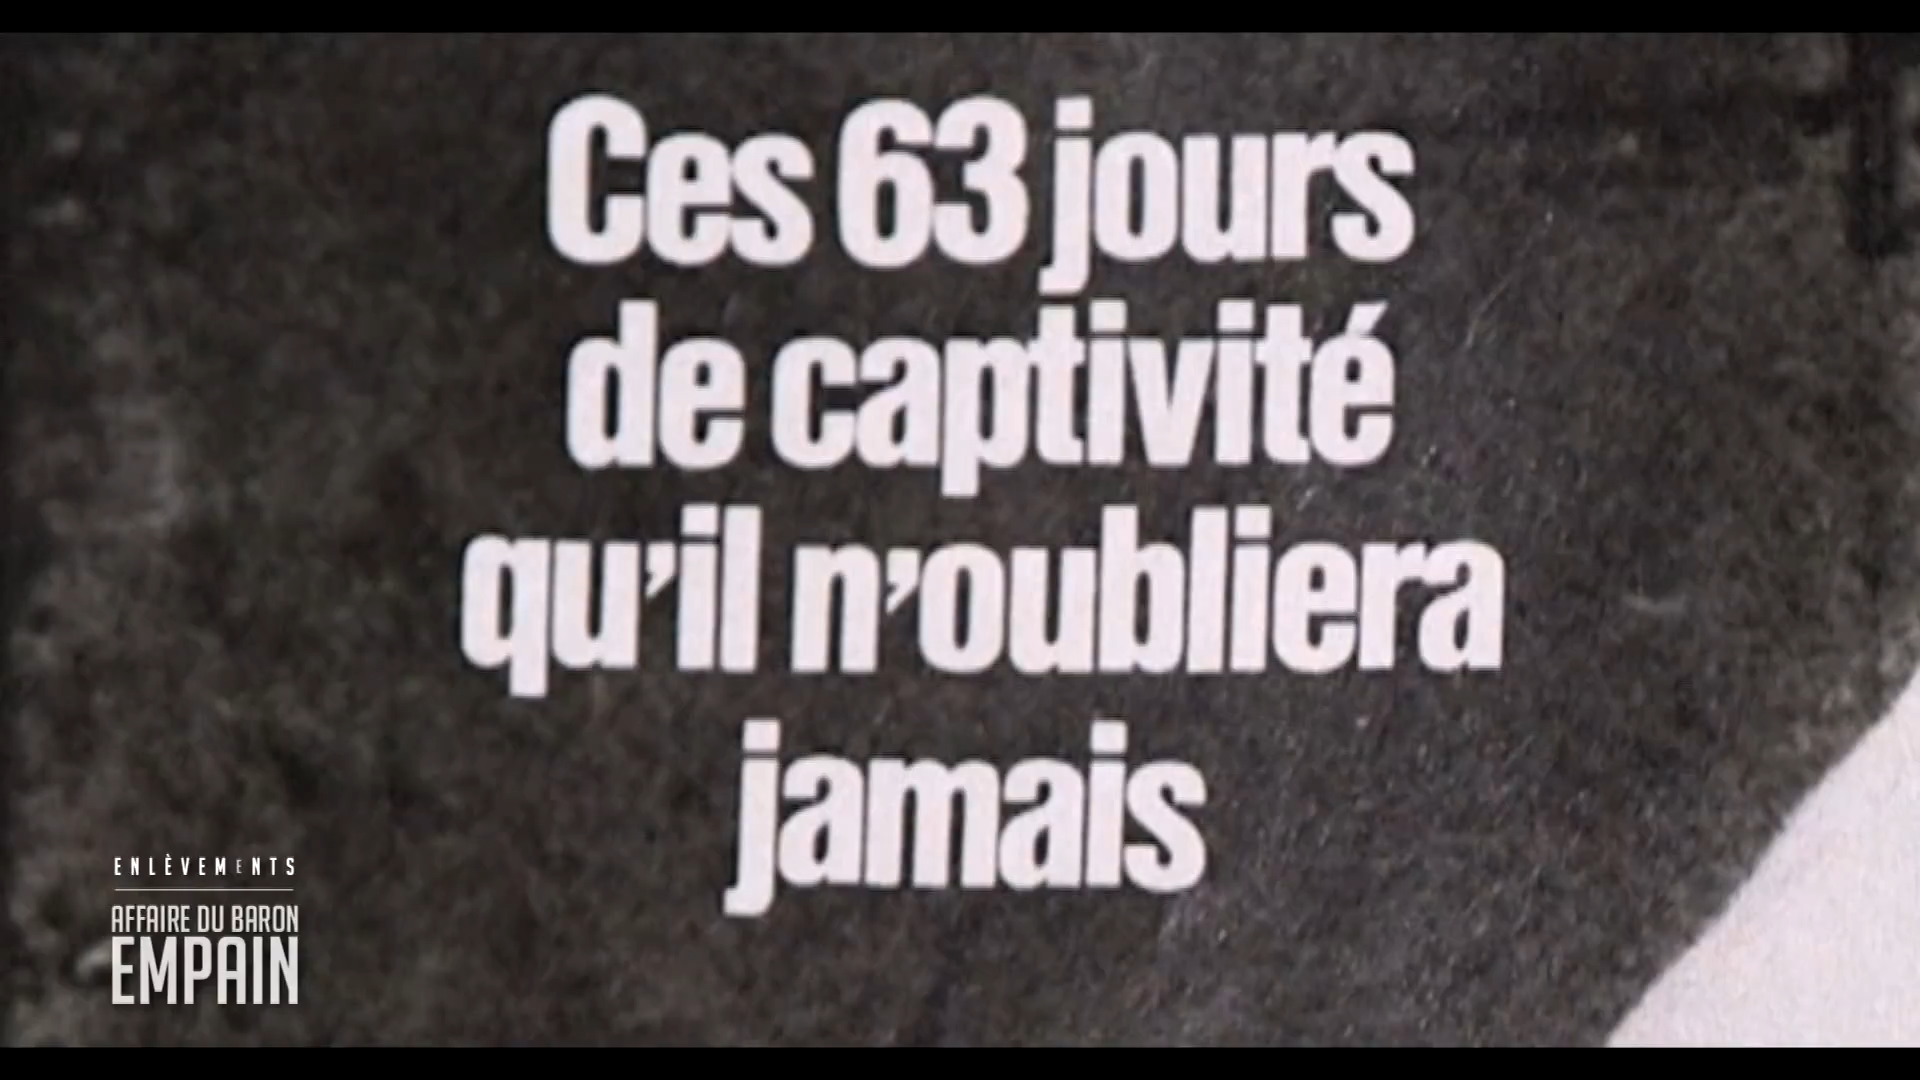 Ces 63 jours
de captivité
qu'il n'oubliera
jamais
ENLÈVEMENTS
AFFAIRE DU BARON
EMPAIN